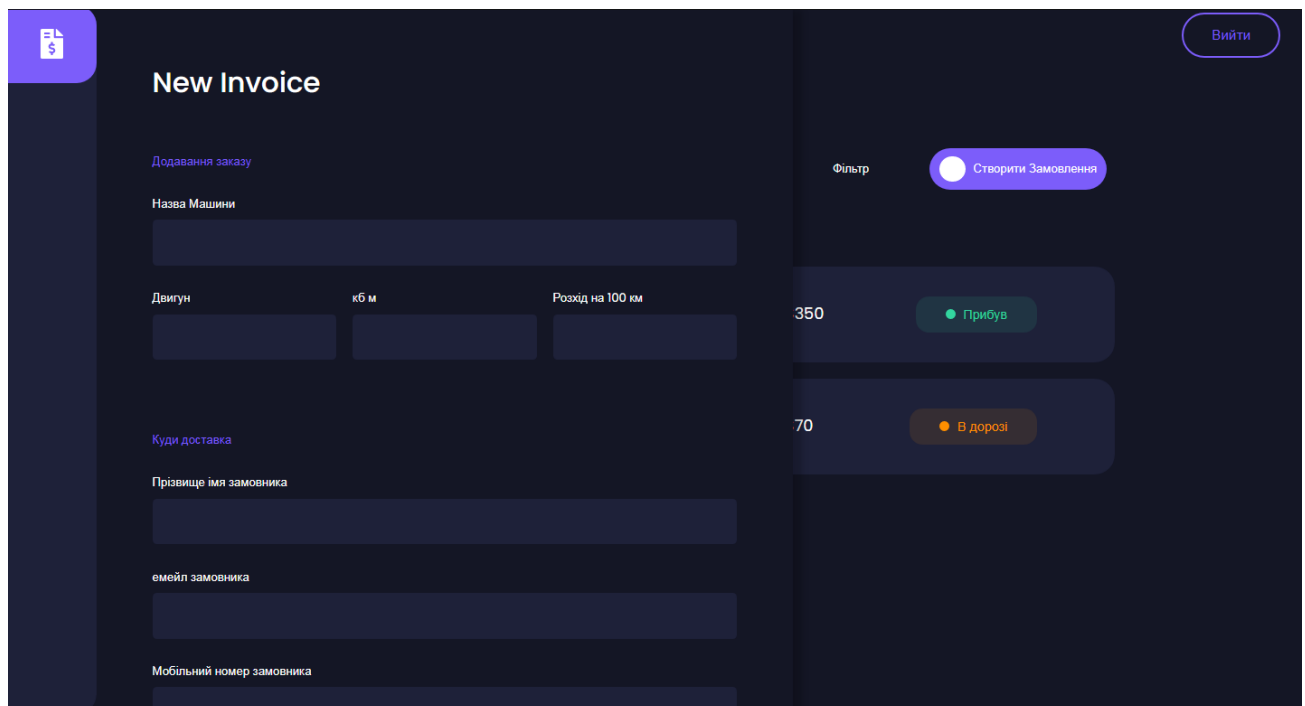 $
Вийти
New Invoice
Додавання заказу
Фільтр
Створити Замовлення
Назва Машини
Двигун
кб м
Розхід на 100 км
350
Прибув
70
В дорозі
Куди доставка
Прізвище імя замовника
емейл замовника
Мобільний номер замовника